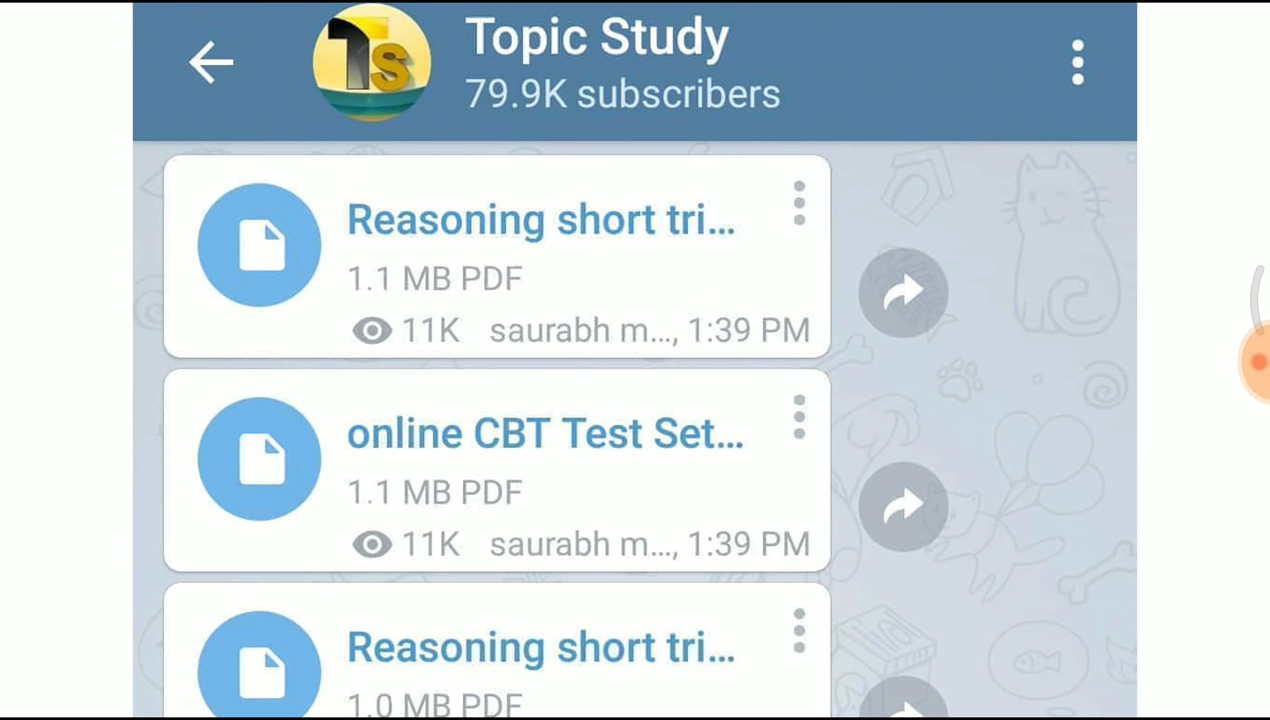 Ts
Topic Study
79.9K subscribers
Reasoning short tri...
1.1 MB PDF
11K saurabh m..., 1:39 PM
online CBT Test Set...
1.1 MB PDF
11K saurabh m..., 1:39 PM
Reasoning short tri...
1.0 MB PDF